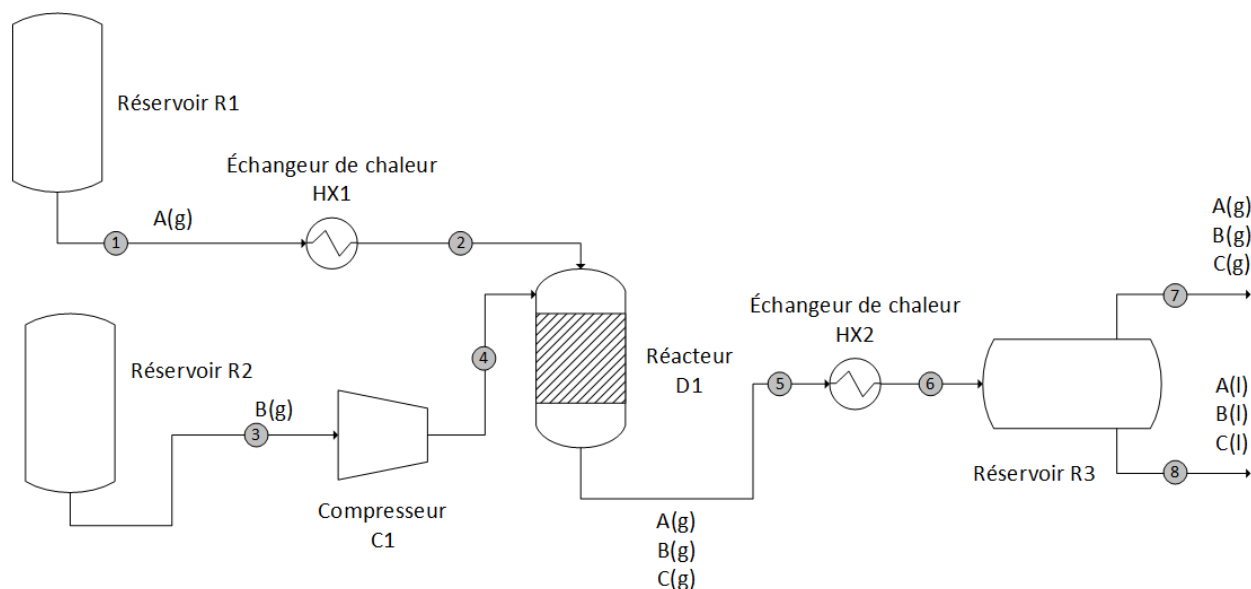 Réservoir R1
Échangeur de chaleur
HX1
A(g)
1
2
A(g)
B(g)
C(g)
7
Échangeur de chaleur
HX2
Réservoir R2
B(g)
3
4
Réacteur
D1
5
6
A(l)
B(l)
C(l)
8
Réservoir R3
Compresseur
C1
A(g)
B(g)
C(g)